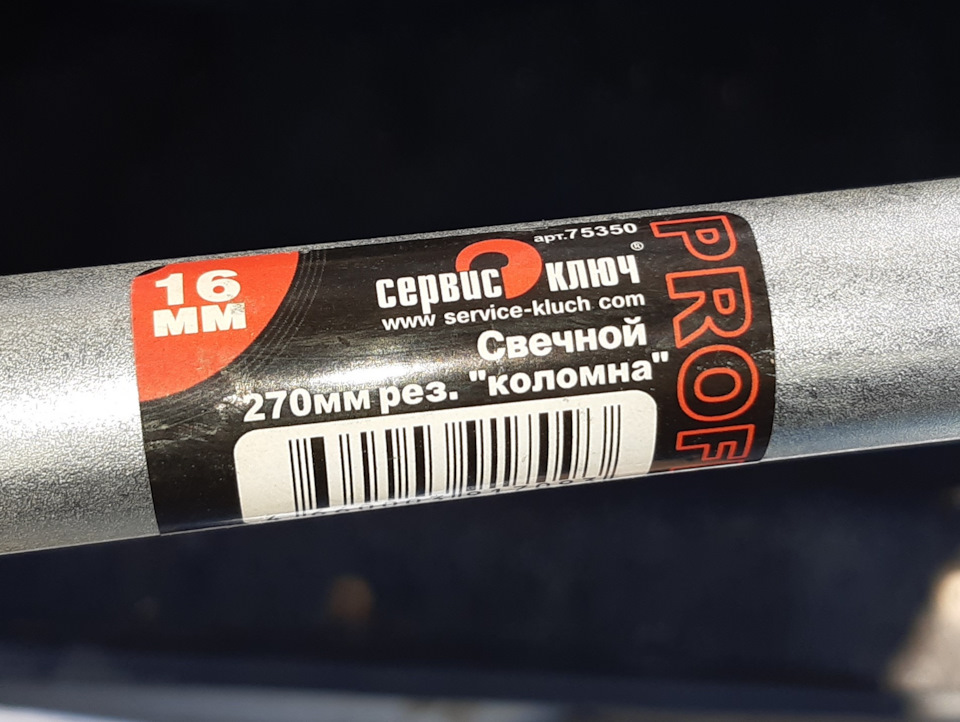 16
мм
арт.75350
сервис ключ®
www service-kluch com
Свечной
270мм рез. "коломна"
PROF